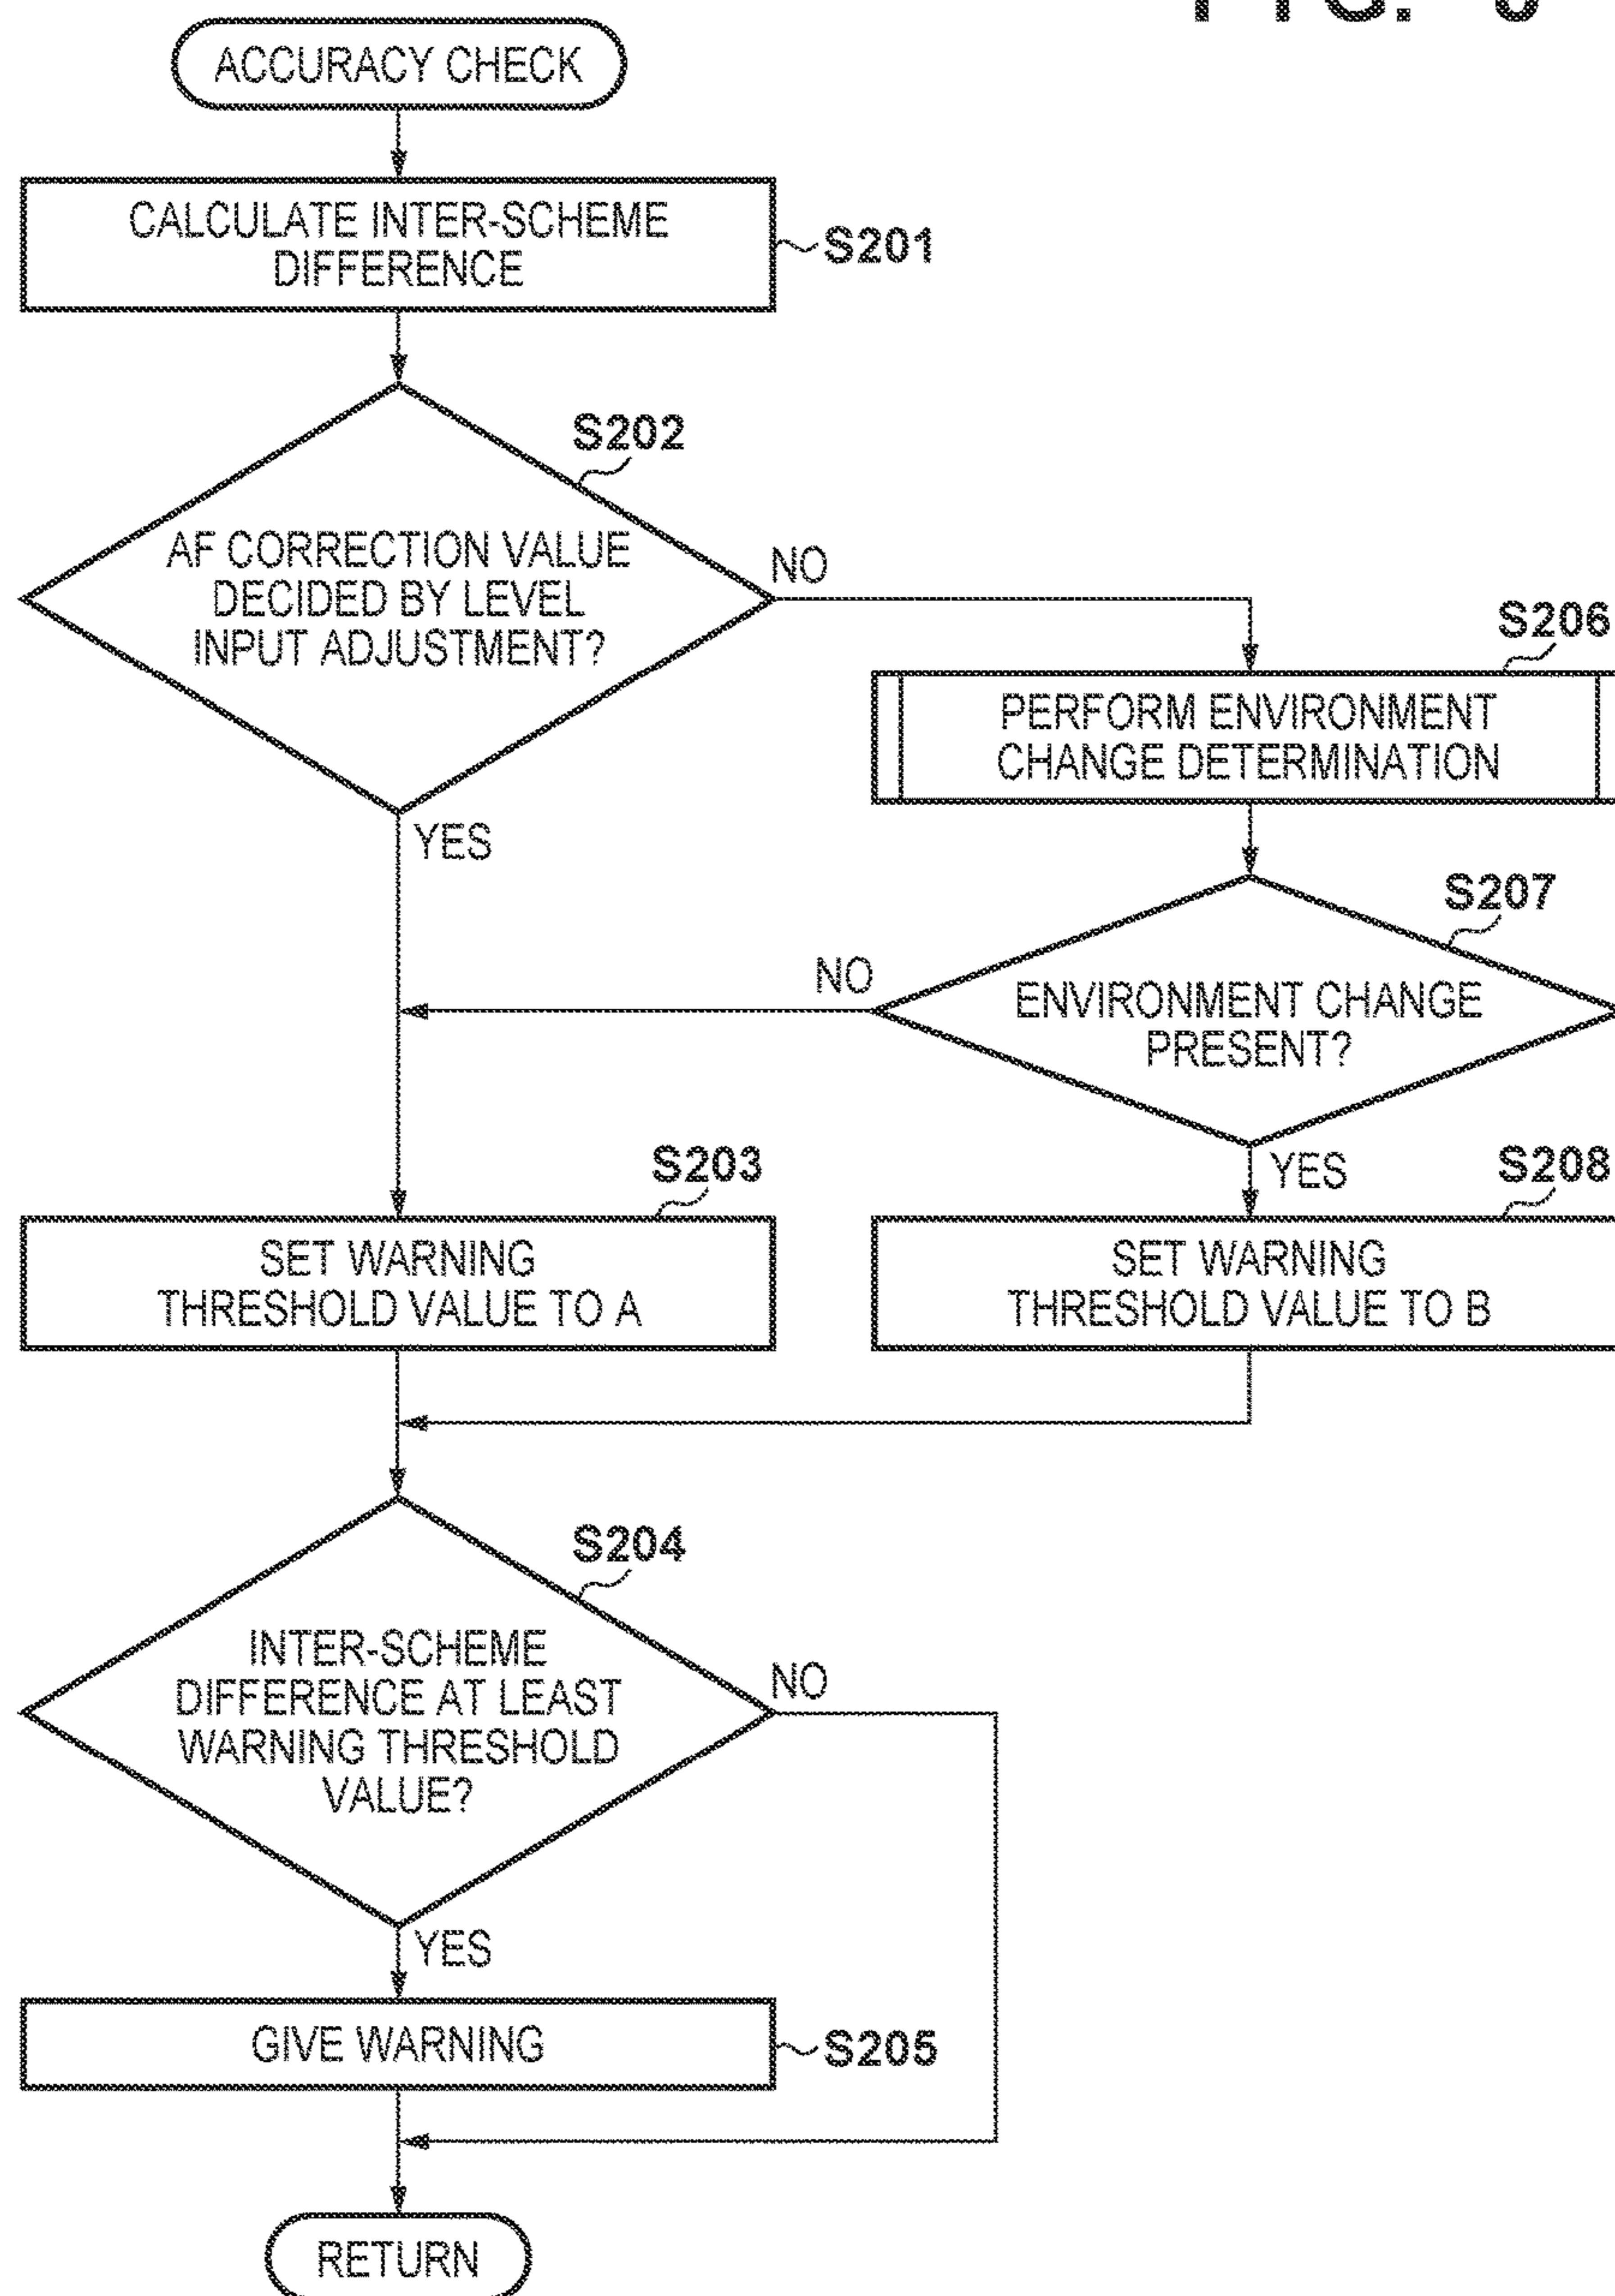 FIG.
ACCURACY CHECK
CALCULATE INTER-SCHEME
DIFFERENCE
S201
S202
AF CORRECTION VALUE
DECIDED BY LEVEL
INPUT ADJUSTMENT?
NO
YES
S206
PERFORM ENVIRONMENT
CHANGE DETERMINATION
S207
NO
ENVIRONMENT CHANGE
PRESENT?
YES
S203
SET WARNING
THRESHOLD VALUE TO A
S208
SET WARNING
THRESHOLD VALUE TO B
S204
INTER-SCHEME
DIFFERENCE AT LEAST
WARNING THRESHOLD
VALUE?
NO
YES
GIVE WARNING
S205
RETURN